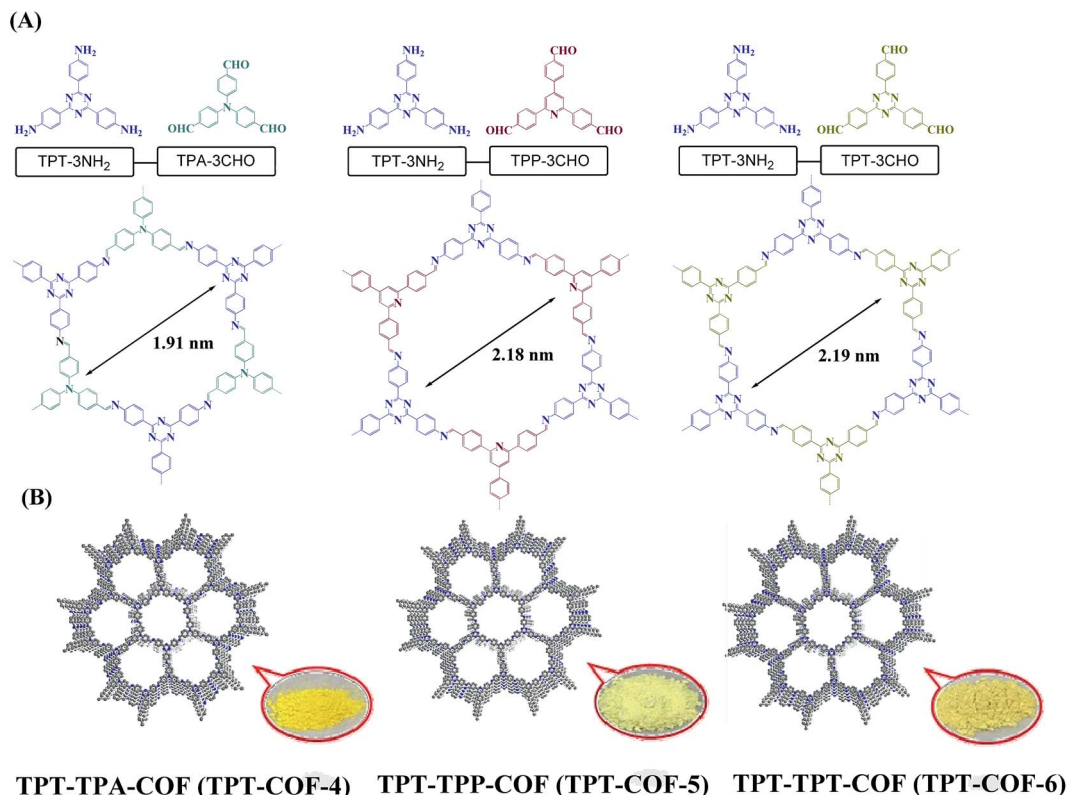 (A)
NH₂
CHO
NH₂
CHO
NH₂
CHO
N
N
N
N
N
N
N
N
N
N
N
N
N
N
H₂N
NH₂
OHC
CHO
H₂N
NH₂
OHC
CHO
H₂N
NH₂
OHC
CHO
TPT-3NH₂
TPA-3CHO
TPT-3NH₂
TPP-3CHO
TPT-3NH₂
TPT-3CHO
1.91 nm
2.18 nm
2.19 nm
(B)
TPT-TPA-COF (TPT-COF-4)
TPT-TPP-COF (TPT-COF-5)
TPT-TPT-COF (TPT-COF-6)